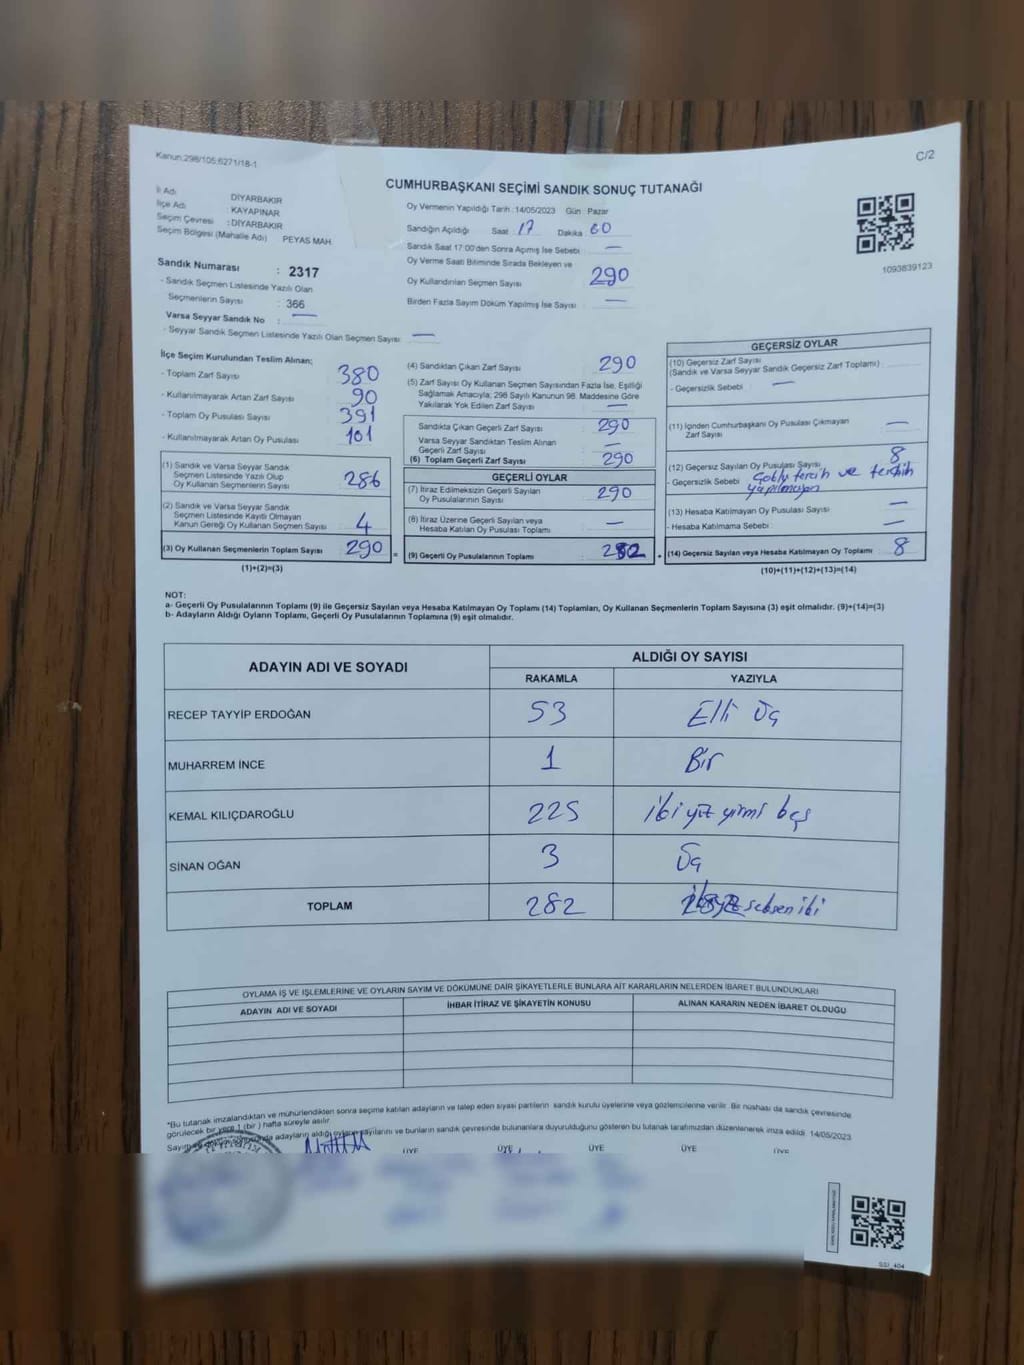 Kanun:298/105;6271/18-1
C/2
CUMHURBAŞKANI SEÇİMİ SANDIK SONUÇ TUTANAĞI
İl Adı DİYARBAKIR
İlçe Adı : KAYAPINAR
Seçim Çevresi : DİYARBAKIR
Seçim Bölgesi (Mahalle Adı) PEYAS MAH.
Sandık Numarası : 2317
- Sandık Seçmen Listesinde Yazılı Olan
Seçmenlerin Sayısı : 366
Varsa Seyyar Sandık No : —
- Seyyar Sandık Seçmen Listesinde Yazılı Olan Seçmen Sayısı: —
Oy Vermenin Yapıldığı Tarih :14/05/2023 Gün Pazar
Sandığın Açıldığı Saat 17 Dakika 00
Sandık Saat 17:00'den Sonra Açımış İse Sebebi —
Oy Verme Saati Bitiminde Sırada Bekleyen ve
Oy Kullandırılan Seçmen Sayısı 290
Birden Fazla Sayım Döküm Yapılmış İse Sayısı —
1093839123
İlçe Seçim Kurulundan Teslim Alınan;
- Toplam Zarf Sayısı 380
- Kullanılmayarak Artan Zarf Sayısı 90
- Toplam Oy Pusulası Sayısı 391
- Kullanılmayarak Artan Oy Pusulası 101
(1) Sandık ve Varsa Seyyar Sandık
Seçmen Listesinde Yazılı Olup
Oy Kullanan Seçmenlerin Sayısı 286
(2) Sandık ve Varsa Seyyar Sandık
Seçmen Listesinde Kayıtlı Olmayan
Kanun Gereği Oy Kullanan Seçmen Sayısı 4
(3) Oy Kullanan Seçmenlerin Toplam Sayısı 290
(1)+(2)=(3)
(4) Sandıktan Çıkan Zarf Sayısı 290
(5) Zarf Sayısı Oy Kullanan Seçmen Sayısından Fazla İse, Eşitliği
Sağlamak Amacıyla; 298 Sayılı Kanunun 98. Maddesine Göre
Yakılarak Yok Edilen Zarf Sayısı —
Sandıkta Çıkan Geçerli Zarf Sayısı 290
Varsa Seyyar Sandıktan Teslim Alınan
Geçerli Zarf Sayısı —
(6) Toplam Geçerli Zarf Sayısı 290
GEÇERLİ OYLAR
(7) İtiraz Edilmeksizin Geçerli Sayılan
Oy Pusulalarının Sayısı 290
(8) İtiraz Üzerine Geçerli Sayılan veya
Hesaba Katılan Oy Pusulası Toplamı —
= (9) Geçerli Oy Pusulalarının Toplamı 282
GEÇERSİZ OYLAR
(10) Geçersiz Zarf Sayısı
(Sandık ve Varsa Seyyar Sandık Geçersiz Zarf Toplamı)
- Geçersizlik Sebebi : —
(11) İçinden Cumhurbaşkanı Oy Pusulası Çıkmayan
Zarf Sayısı —
(12) Geçersiz Sayılan Oy Pusulası Sayısı 8
- Geçersizlik Sebebi Çoklu tercih ve tercih
yapılmayan
(13) Hesaba Katılmayan Oy Pusulası Sayısı —
- Hesaba Katılmama Sebebi : —
+ (14) Geçersiz Sayılan veya Hesaba Katılmayan Oy Toplamı 8
(10)+(11)+(12)+(13)=(14)
NOT:
a- Geçerli Oy Pusulalarının Toplamı (9) ile Geçersiz Sayılan veya Hesaba Katılmayan Oy Toplamı (14) Toplamları, Oy Kullanan Seçmenlerin Toplam Sayısına (3) eşit olmalıdır. (9)+(14)=(3)
b- Adayların Aldığı Oyların Toplamı, Geçerli Oy Pusulalarının Toplamına (9) eşit olmalıdır.
ADAYIN ADI VE SOYADI ALDIĞI OY SAYISI
RAKAMLA YAZIYLA
RECEP TAYYİP ERDOĞAN 53 Elli Üç
MUHARREM İNCE 1 Bir
KEMAL KILIÇDAROĞLU 225 iki yüz yirmi beş
SİNAN OĞAN 3 Üç
TOPLAM 282 iki yüz seksen iki
OYLAMA İŞ VE İŞLEMLERİNE VE OYLARIN SAYIM VE DÖKÜMÜNE DAİR ŞİKAYETLERLE BUNLARA AİT KARARLARIN NELERDEN İBARET BULUNDUKLARI
ADAYIN ADI VE SOYADI İHBAR İTİRAZ VE ŞİKAYETİN KONUSU ALINAN KARARIN NEDEN İBARET OLDUĞU
*Bu tutanak imzalandıktan ve mühürlendikten sonra seçime katılan adayların ve talep eden siyasi partilerin sandık kurulu üyelerine veya gözlemcilerine verilir. Bir nüshası da sandık çevresinde
görülecek bir yere 1 (bir ) hafta süreyle asılır.
adayların aldığı oyların sayılarını ve bunların sandık çevresinde bulunanlara duyurulduğunu gösteren bu tutanak tarafımızdan düzenlenerek imza edildi. 14/05/2023
ÜYE ÜYE ÜYE ÜYE ÜYE
SSI_404